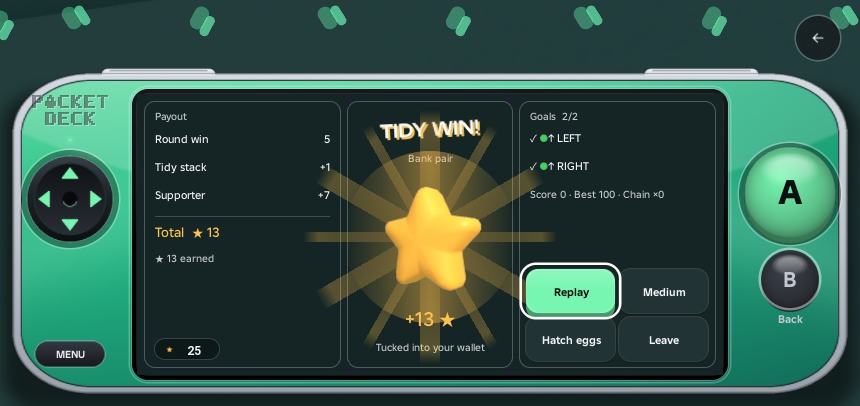 PACKET
DECK
Payout
Round win 5
Tidy stack +1
Supporter +7
Total ★ 13
★ 13 earned
★ 25
TIDY WIN!
Bank pair
+13 ★
Tucked into your wallet
Goals 2/2
✓ ●↑ LEFT
✓ ●↑ RIGHT
Score 0 · Best 100 · Chain ×0
Replay
Medium
Hatch eggs
Leave
A
B
Back
MENU
←